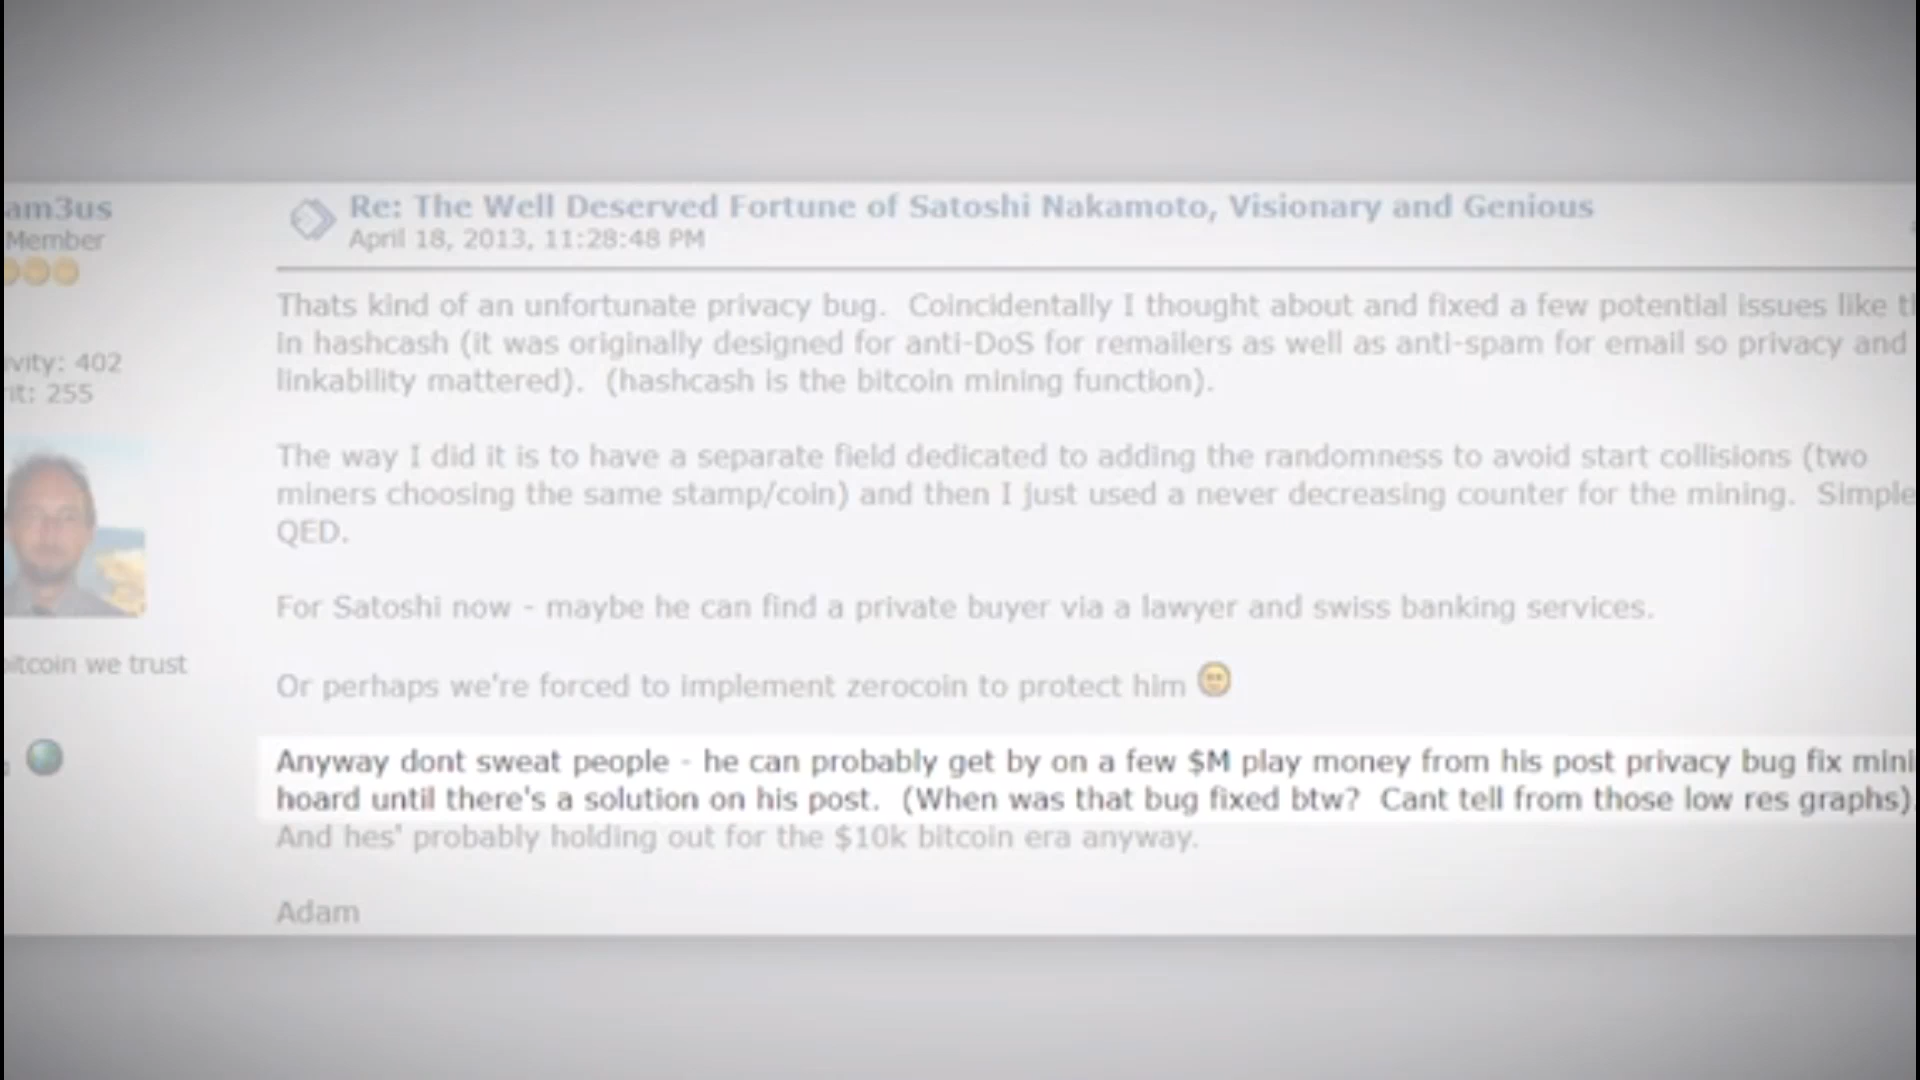 am3us
Member
Re: The Well Deserved Fortune of Satoshi Nakamoto, Visionary and Genious
April 18, 2013, 11:28:48 PM
vity: 402
it: 255
Thats kind of an unfortunate privacy bug.  Coincidentally I thought about and fixed a few potential issues like
in hashcash (it was originally designed for anti-DoS for remailers as well as anti-spam for email so privacy and
linkability mattered).  (hashcash is the bitcoin mining function).
The way I did it is to have a separate field dedicated to adding the randomness to avoid start collisions (two
miners choosing the same stamp/coin) and then I just used a never decreasing counter for the mining.  Simple
QED.
For Satoshi now - maybe he can find a private buyer via a lawyer and swiss banking services.
itcoin we trust
Or perhaps we're forced to implement zerocoin to protect him
Anyway dont sweat people - he can probably get by on a few $M play money from his post privacy bug fix mini
hoard until there's a solution on his post.  (When was that bug fixed btw?  Cant tell from those low res graphs)
And hes' probably holding out for the $10k bitcoin era anyway.
Adam